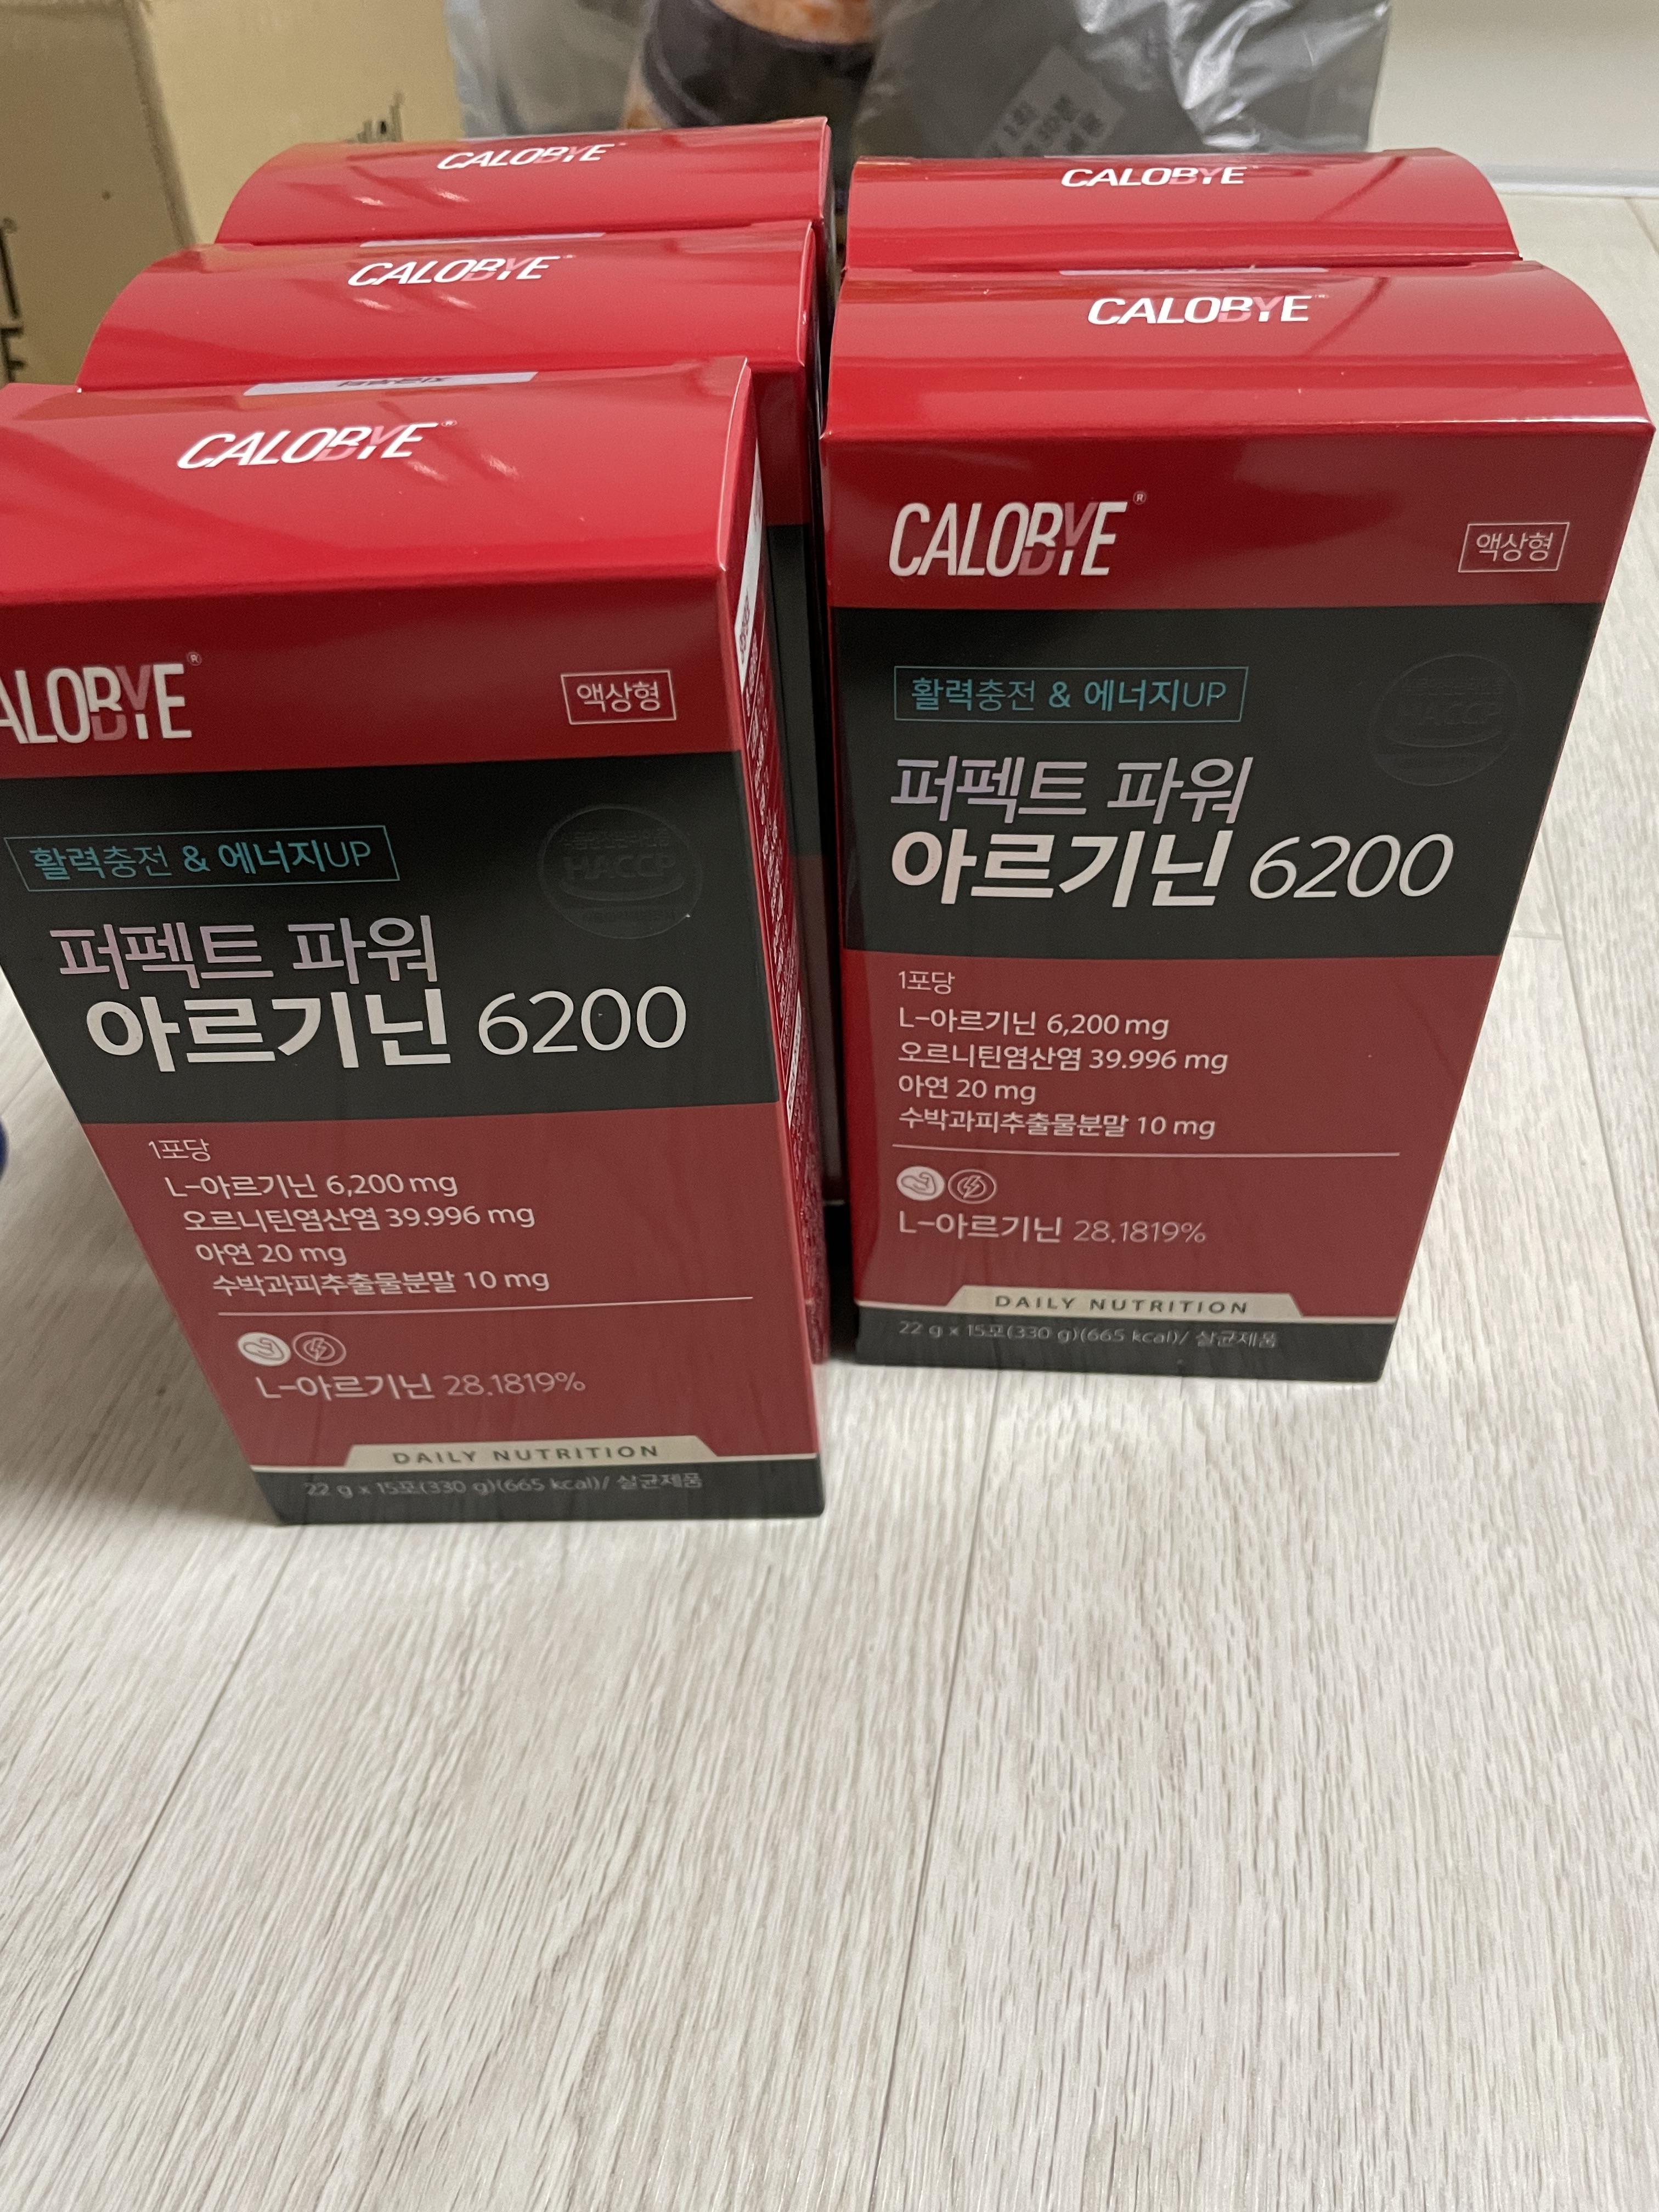 CALOBYE
CALOBYE
CALOBYE
CALOBYE
CALOBYE
ALOBYE®
액상형
활력충전 & 에너지UP
HACCP
퍼펙트 파워
아르기닌 6200
1포당
L-아르기닌 6,200 mg
오르니틴염산염 39.996 mg
아연 20 mg
수박과피추출물분말 10 mg
L-아르기닌 28.1819%
DAILY NUTRITION
22 g x 15포(330 g)(665 kcal)/ 살균제품
CALOBYE®
액상형
활력충전 & 에너지UP
HACCP
퍼펙트 파워
아르기닌 6200
1포당
L-아르기닌 6,200 mg
오르니틴염산염 39.996 mg
아연 20 mg
수박과피추출물분말 10 mg
L-아르기닌 28.1819%
DAILY NUTRITION
22 g x 15포(330 g)(665 kcal)/ 살균제품